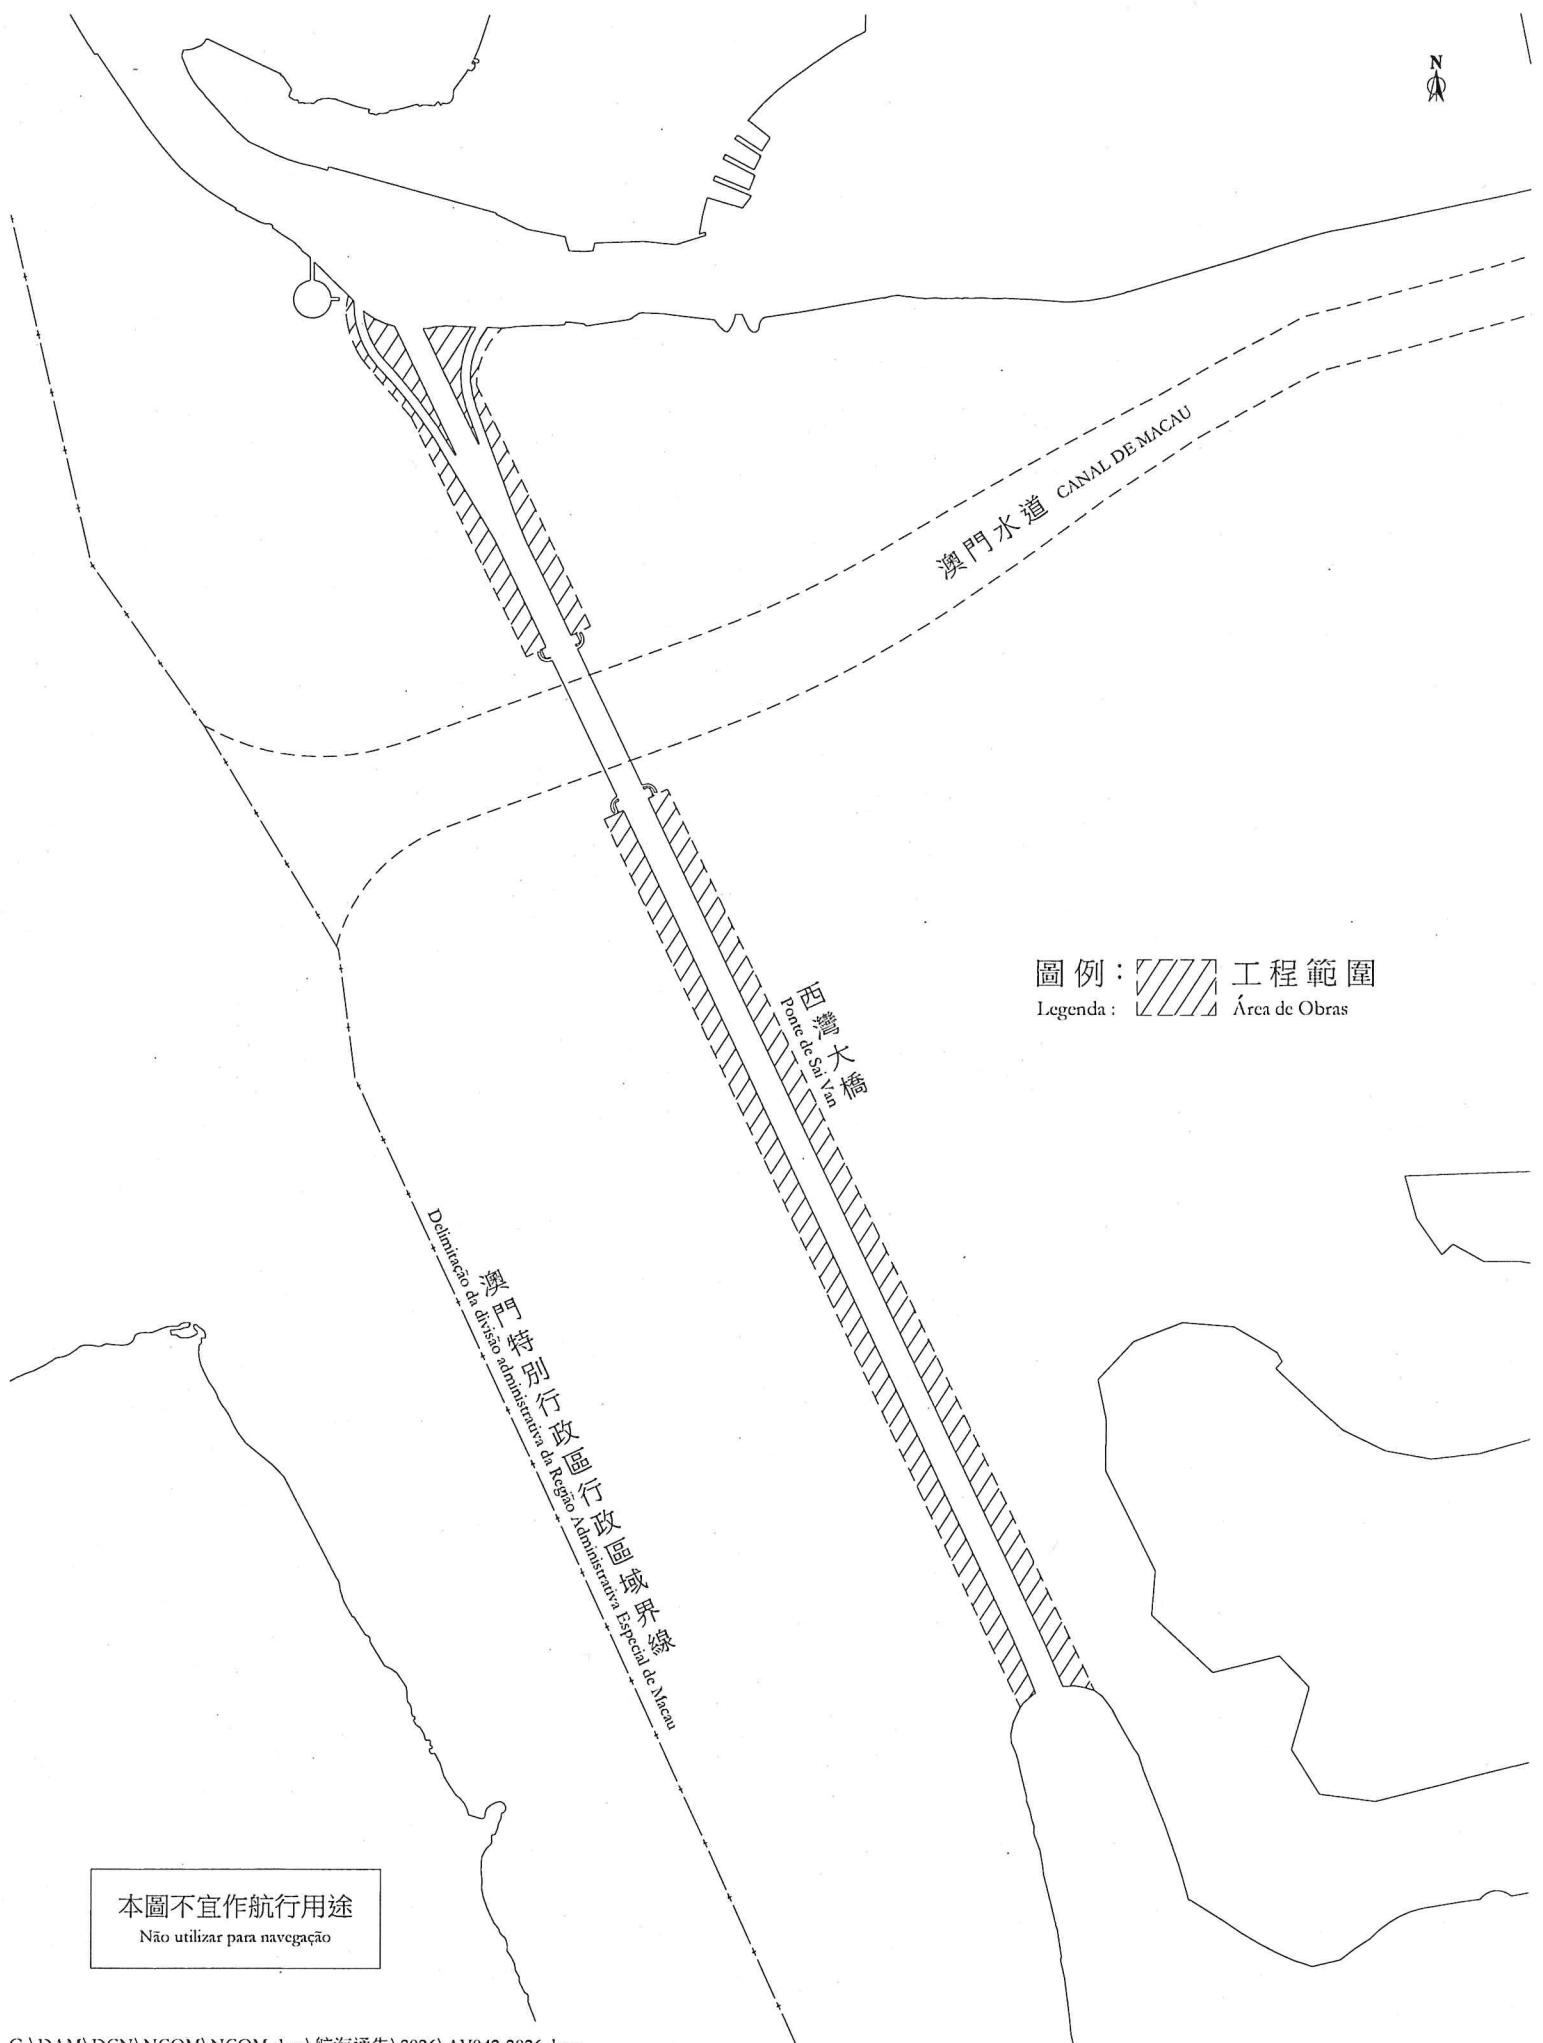 N
澳門水道 CANAL DE MACAU
圖例： 工程範圍
Legenda : Área de Obras
西灣大橋
Ponte de Sai Van
澳門特別行政區行政區域界線
Delimitação da divisão administrativa da Região Administrativa Especial de Macau
本圖不宜作航行用途
Não utilizar para navegação